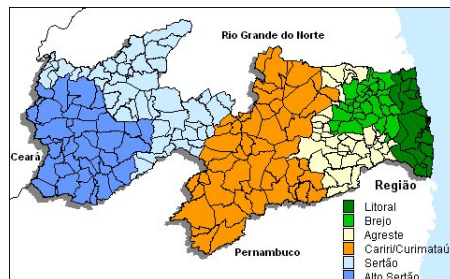 Rio Grande do Norte
Ceará
Pernambuco
Região
Litoral
Brejo
Agreste
Cariri/Curimataú
Sertão
Alto Sertão